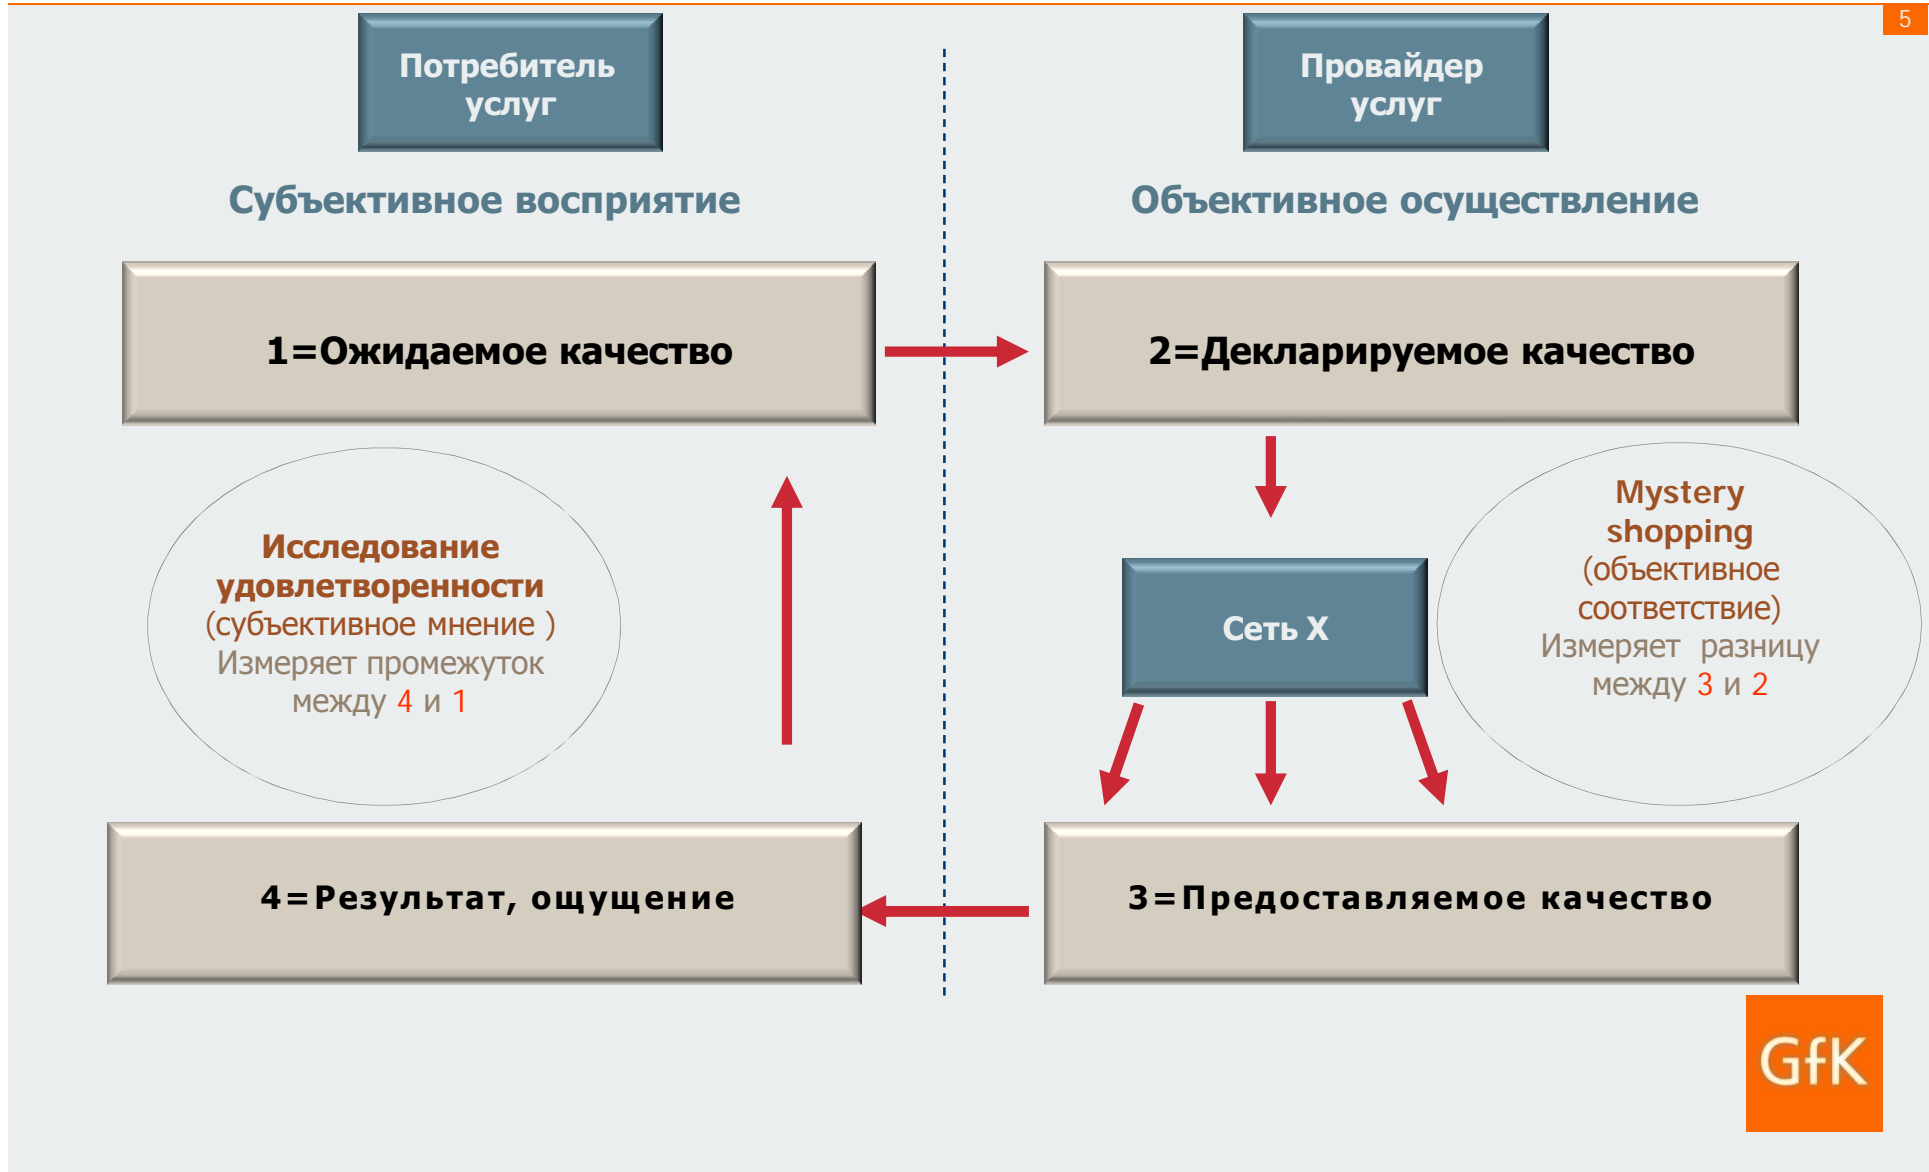 5
Потребитель
услуг
Провайдер
услуг
Субъективное восприятие
Объективное осуществление
1=Ожидаемое качество
2=Декларируемое качество
Исследование
удовлетворенности
(субъективное мнение )
Измеряет промежуток
между 4 и 1
Mystery
shopping
(объективное
соответствие)
Измеряет разницу
между 3 и 2
Сеть X
4=Результат, ощущение
3=Предоставляемое качество
GfK